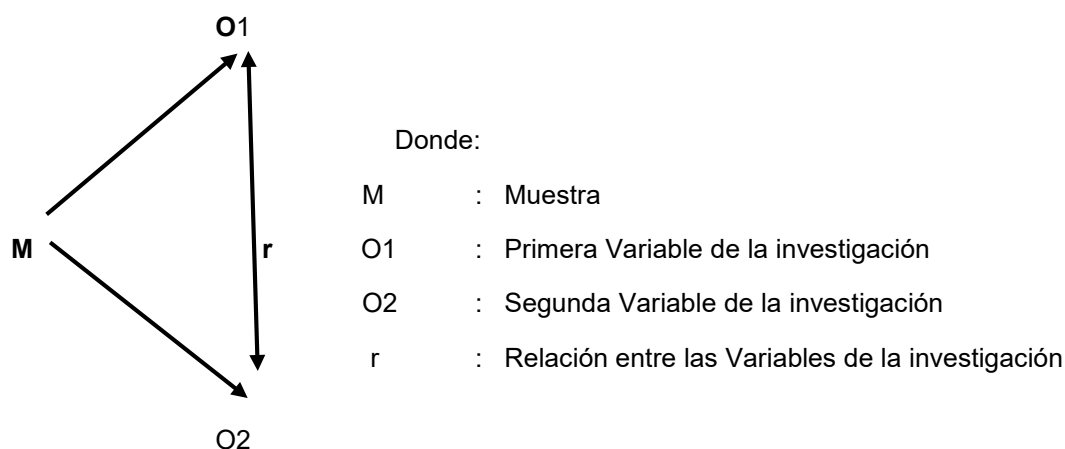 O1
Donde:
M : Muestra
M r O1 : Primera Variable de la investigación
O2 : Segunda Variable de la investigación
r : Relación entre las Variables de la investigación
O2